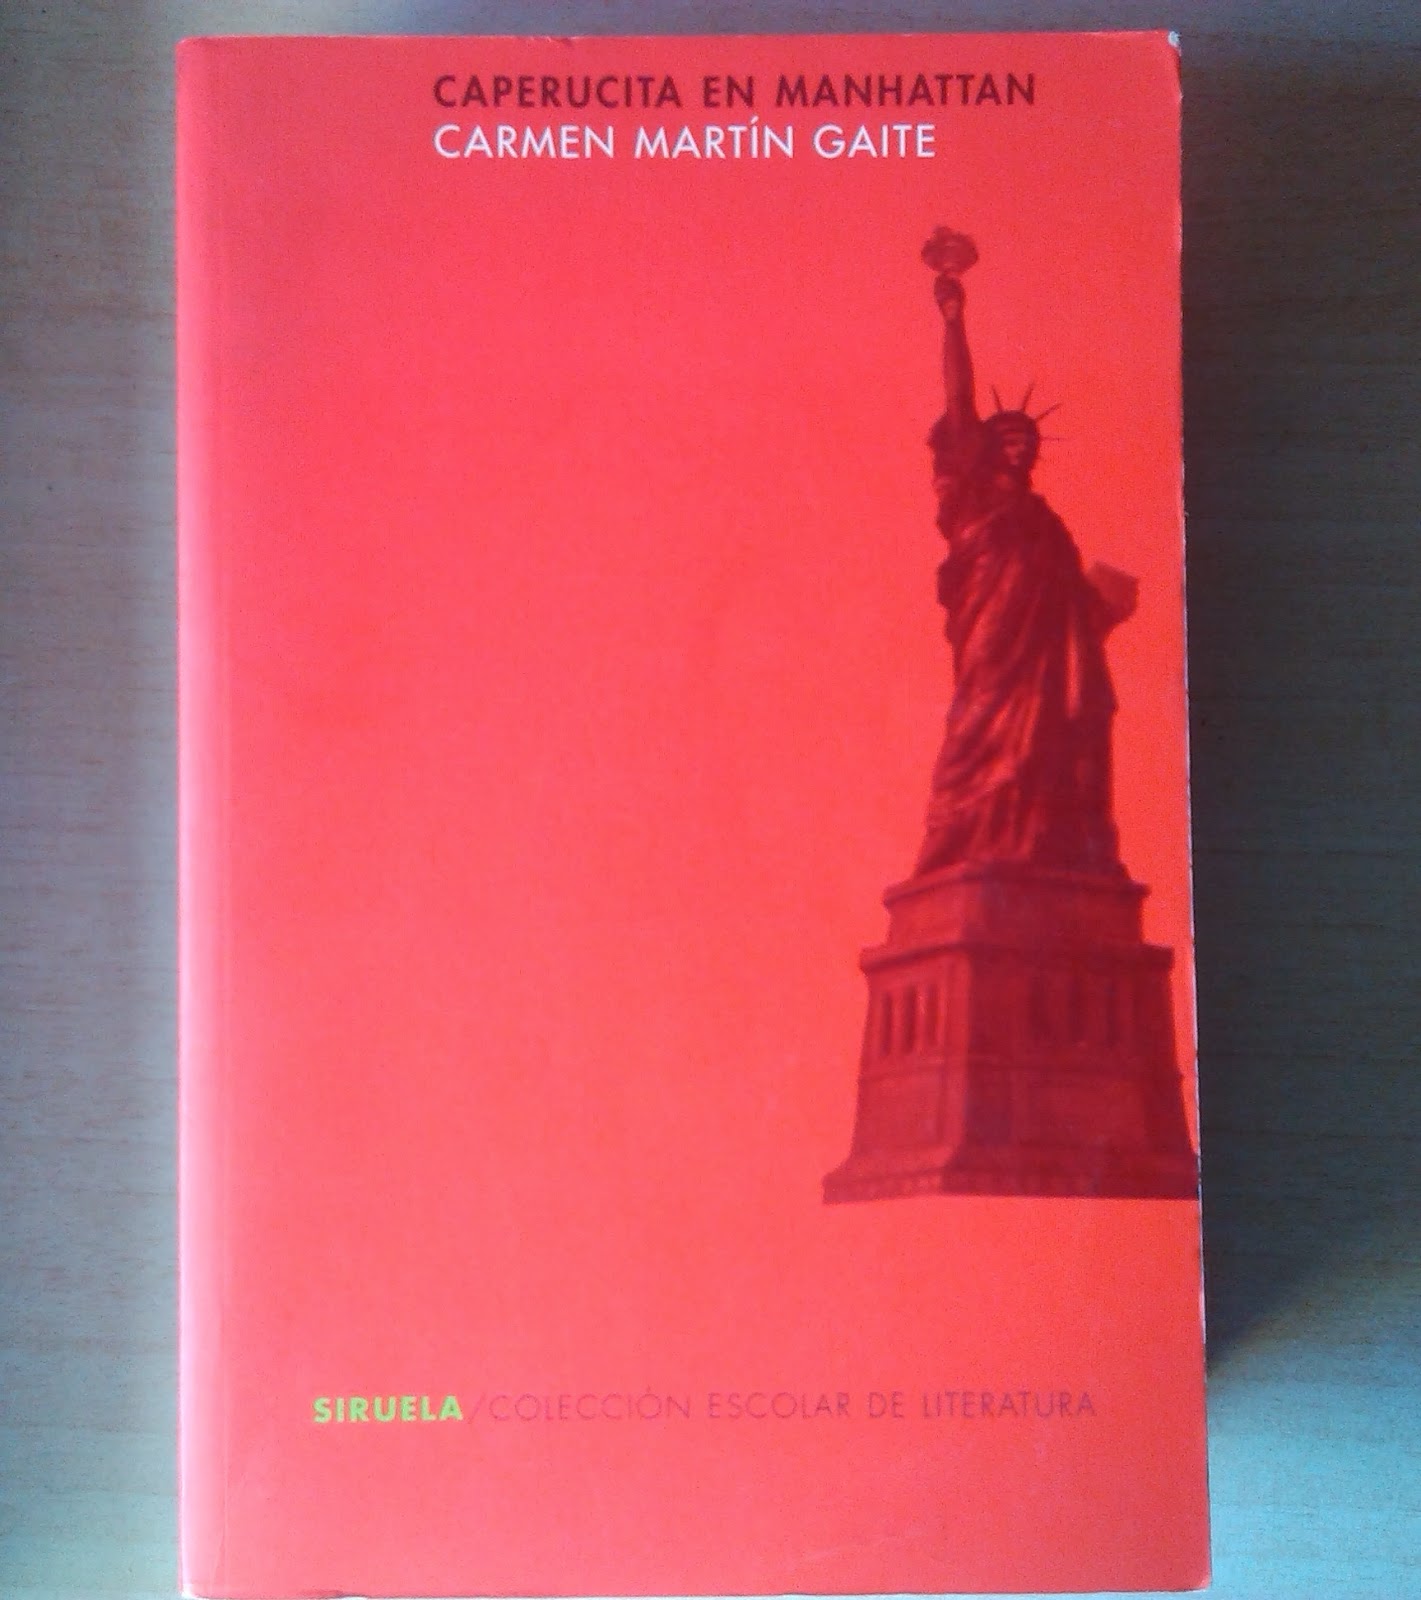 CAPERUCITA EN MANHATTAN
CARMEN MARTÍN GAITE
SIRUELA/COLECCIÓN ESCOLAR DE LITERATURA